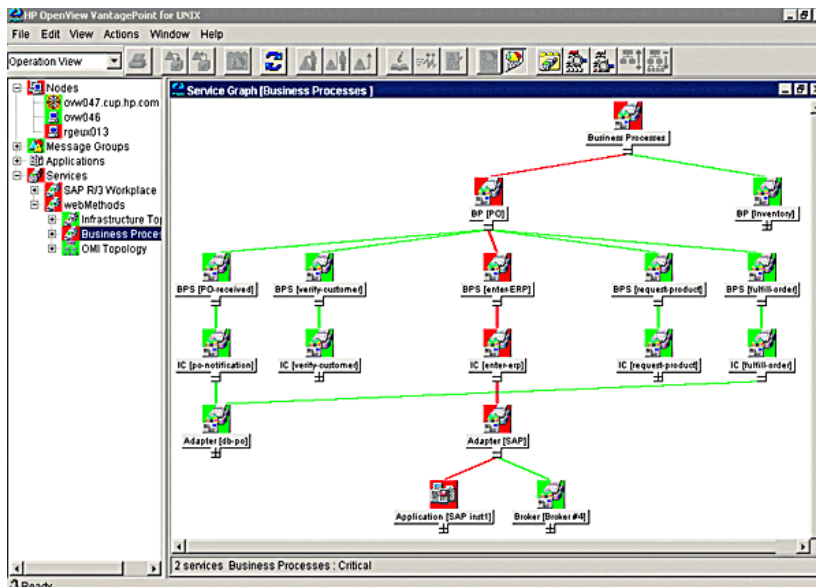 HP OpenView VantagePoint for UNIX
File Edit View Actions Window Help
Operation View
Nodes
ovw047.cup.hp.com
ovw046
rgeux013
Message Groups
Applications
Services
SAP R/3 Workplace
webMethods
Infrastructure To
Business Proce
OMI Topology
Service Graph [Business Processes ]
Business Processes
BP [PO]
BP [Inventory]
BPS [PO-received]
BPS [verify-customer]
BPS [enter-ERP]
BPS [request-product]
BPS [fulfill-order]
IC [po-notification]
IC [verify-customer]
IC [enter-erp]
IC [request-product]
IC [fulfill-order]
Adapter [db-po]
Adapter [SAP]
Application [SAP inst1]
Broker [Broker #4]
2 services Business Processes : Critical
Ready